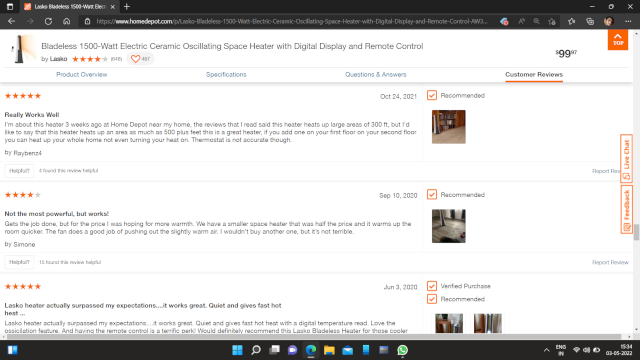 Lasko Bladeless 1500-Watt Electri
https://www.homedepot.com/p/Lasko-Bladeless-1500-Watt-Electric-Ceramic-Oscillating-Space-Heater-with-Digital-Display-and-Remote-Control-AW3...
Bladeless 1500-Watt Electric Ceramic Oscillating Space Heater with Digital Display and Remote Control
by Lasko (648) 467
$99.97
TOP
Product Overview Specifications Questions & Answers Customer Reviews
Oct 24, 2021
Recommended
Really Works Well
I'm about this heater 3 weeks ago at Home Depot near my home, the reviews that I read said this heater heats up large areas of 300 ft, but I'd
like to say that this heater heats up an area as much as 500 plus feet this is a great heater, if you add one on your first floor on your second floor
you can heat up your whole home not even turning your heat on. Thermostat is not accurate though.
by Raybenz4
Helpful? 4 found this review helpful
Report Rev
Live Chat
Feedback
Sep 10, 2020
Recommended
Not the most powerful, but works!
Gets the job done, but for the price I was hoping for more warmth. We have a smaller space heater that was half the price and it warms up the
room quicker. The fan does a good job of pushing out the slightly warm air. I wouldn't buy another one, but it's not terrible.
by Simone
Helpful? 15 found this review helpful
Report Review
Jun 3, 2020
Verified Purchase
Recommended
Lasko heater actually surpassed my expectations....it works great. Quiet and gives fast hot
heat ...
Lasko heater actually surpassed my expectations....it works great. Quiet and gives fast hot heat with a digital temperature read. Love the
ossicilation feature. And having the remote control is a terrific perk! Would definitely recommend this Lasko Bladeless Heater for those cooler
ENG
IN
15:34
03-05-2022